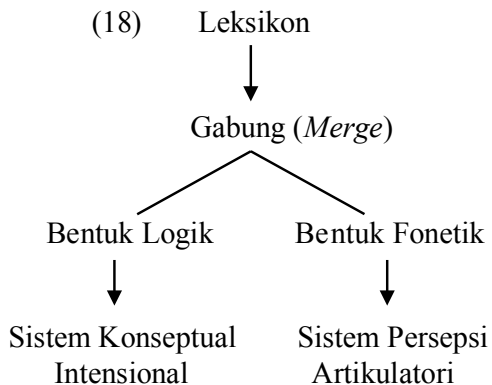 (18) Leksikon
Gabung (Merge)
Bentuk Logik Bentuk Fonetik
Sistem Konseptual Sistem Persepsi
Intensional Artikulatori